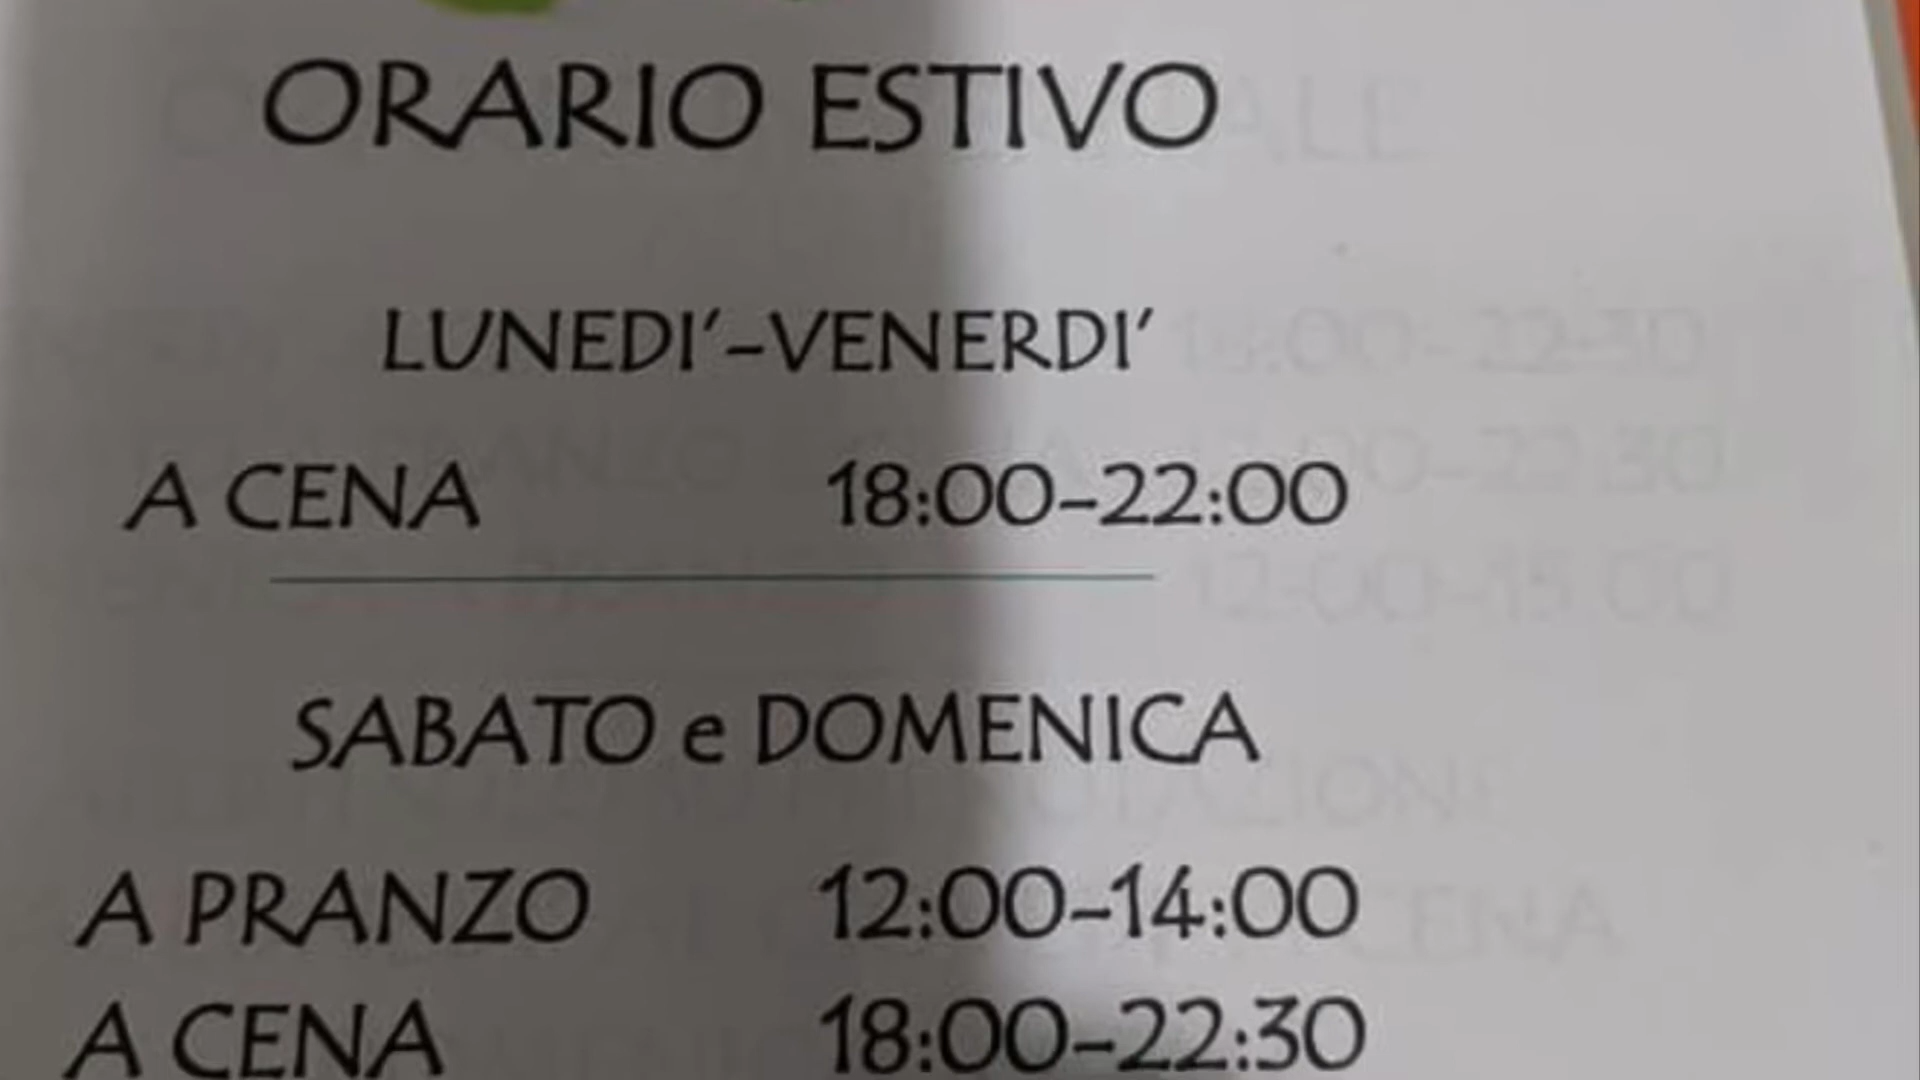 ORARIO ESTIVO
LUNEDI'-VENERDI'
A CENA 18:00-22:00
SABATO e DOMENICA
A PRANZO 12:00-14:00
A CENA 18:00-22:30